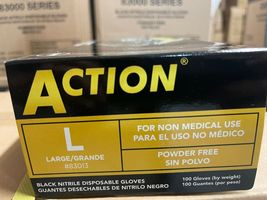 83000 SERIES
83000 SERIES
ACTION®
L
LARGE/GRANDE
#83013
FOR NON MEDICAL USE
PARA EL USO NO MÉDICO
POWDER FREE
SIN POLVO
BLACK NITRILE DISPOSABLE GLOVES
GUANTES DESECHABLES DE NITRILO NEGRO
100 Gloves (by weight)
100 Guantes (por peso)